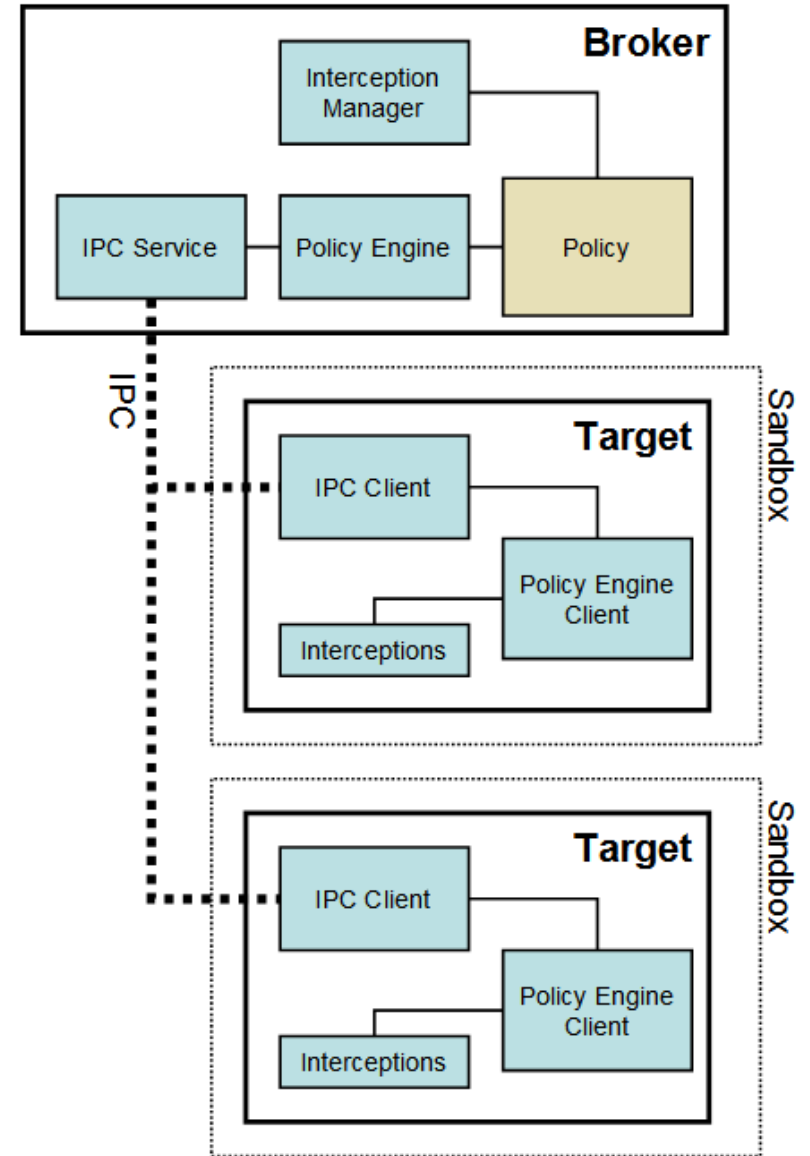 Broker
Interception
Manager
IPC Service
Policy Engine
Policy
IPC
Sandbox
Target
IPC Client
Policy Engine
Client
Interceptions
Sandbox
Target
IPC Client
Policy Engine
Client
Interceptions